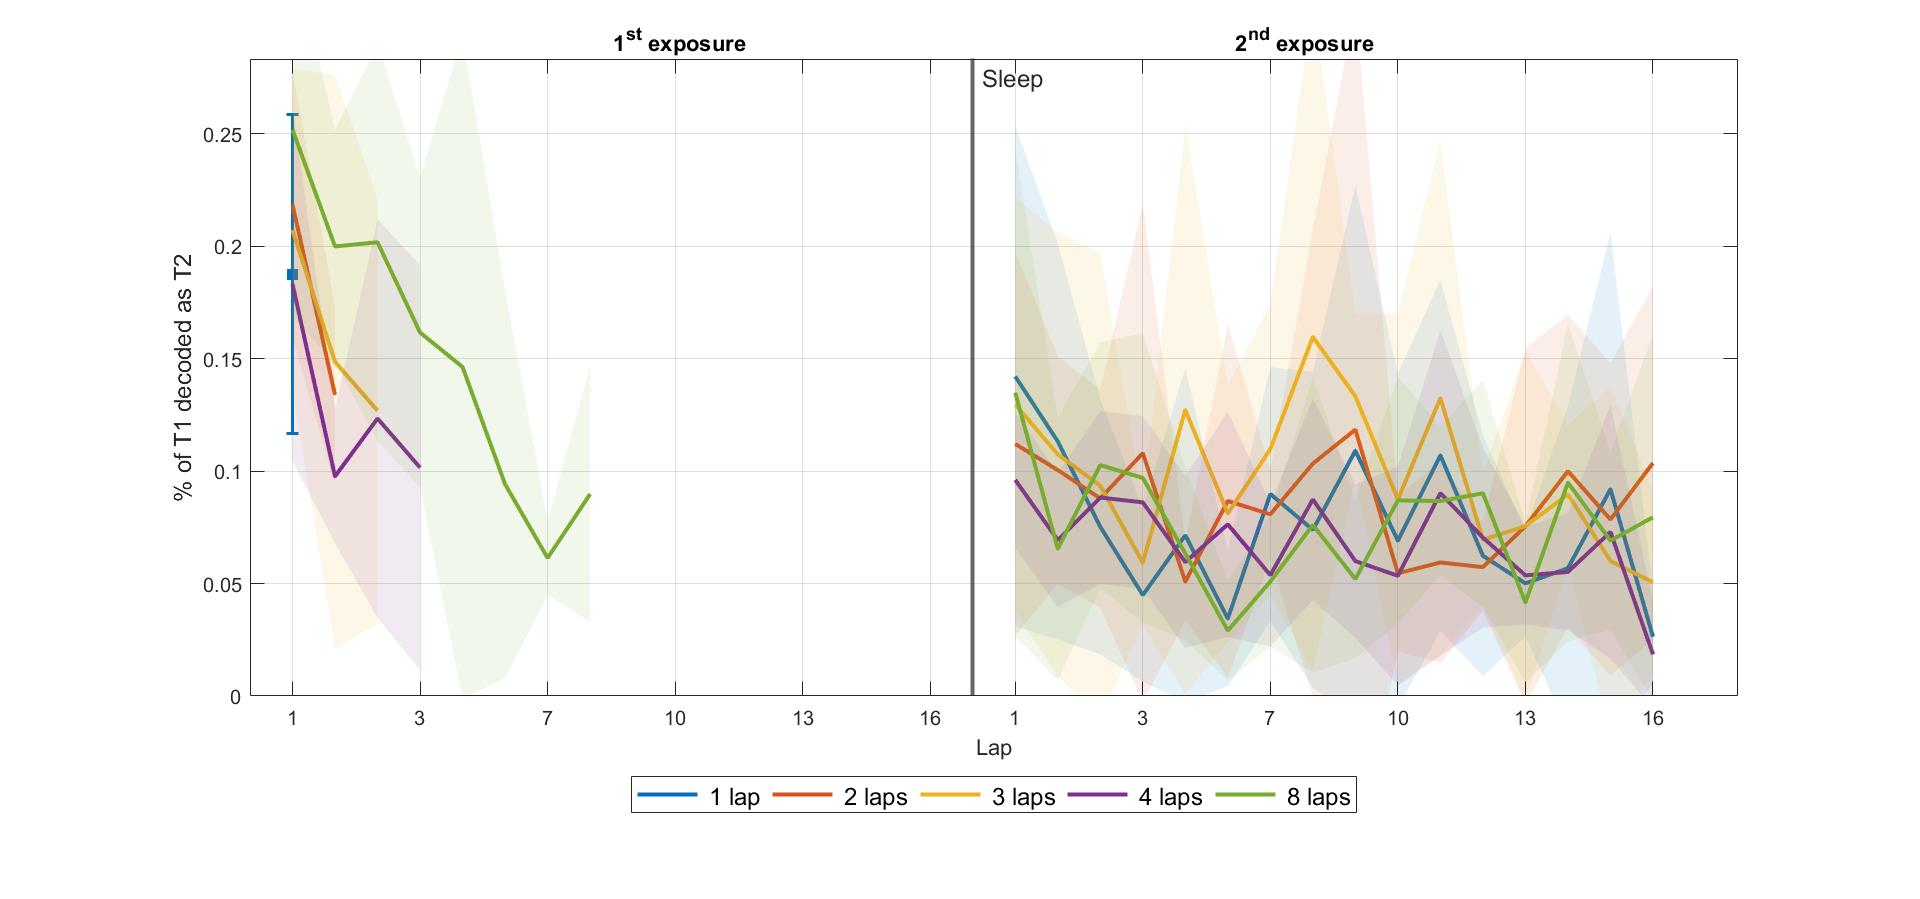 1st exposure
2nd exposure
Sleep
% of T1 decoded as T2
0.25
0.2
0.15
0.1
0.05
0
1 3 7 10 13 16 1 3 7 10 13 16
Lap
1 lap 2 laps 3 laps 4 laps 8 laps